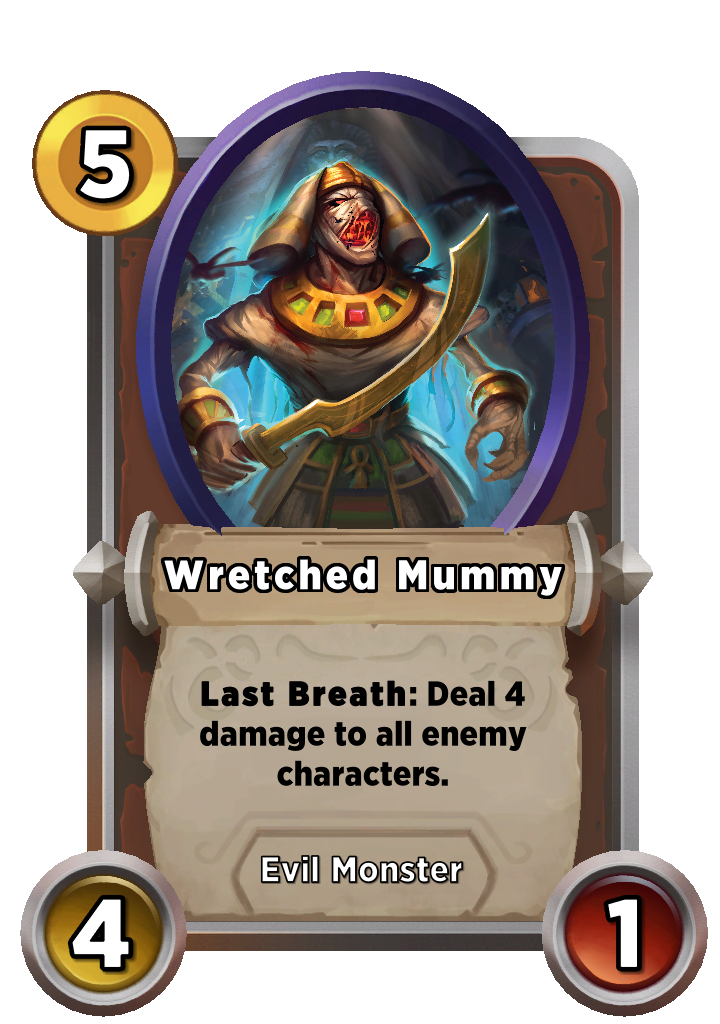 5
Wretched Mummy
Last Breath: Deal 4
damage to all enemy
characters.
Evil Monster
4
1